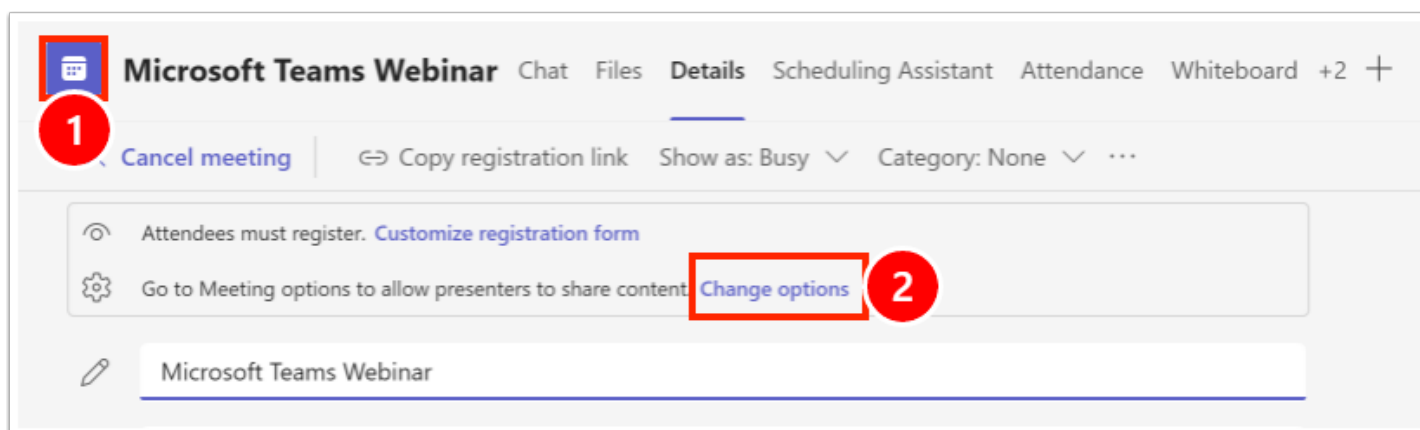 Microsoft Teams Webinar Chat Files Details Scheduling Assistant Attendance Whiteboard +2
1
Cancel meeting Copy registration link Show as: Busy Category: None ...
Attendees must register. Customize registration form
Go to Meeting options to allow presenters to share content. Change options 2
Microsoft Teams Webinar